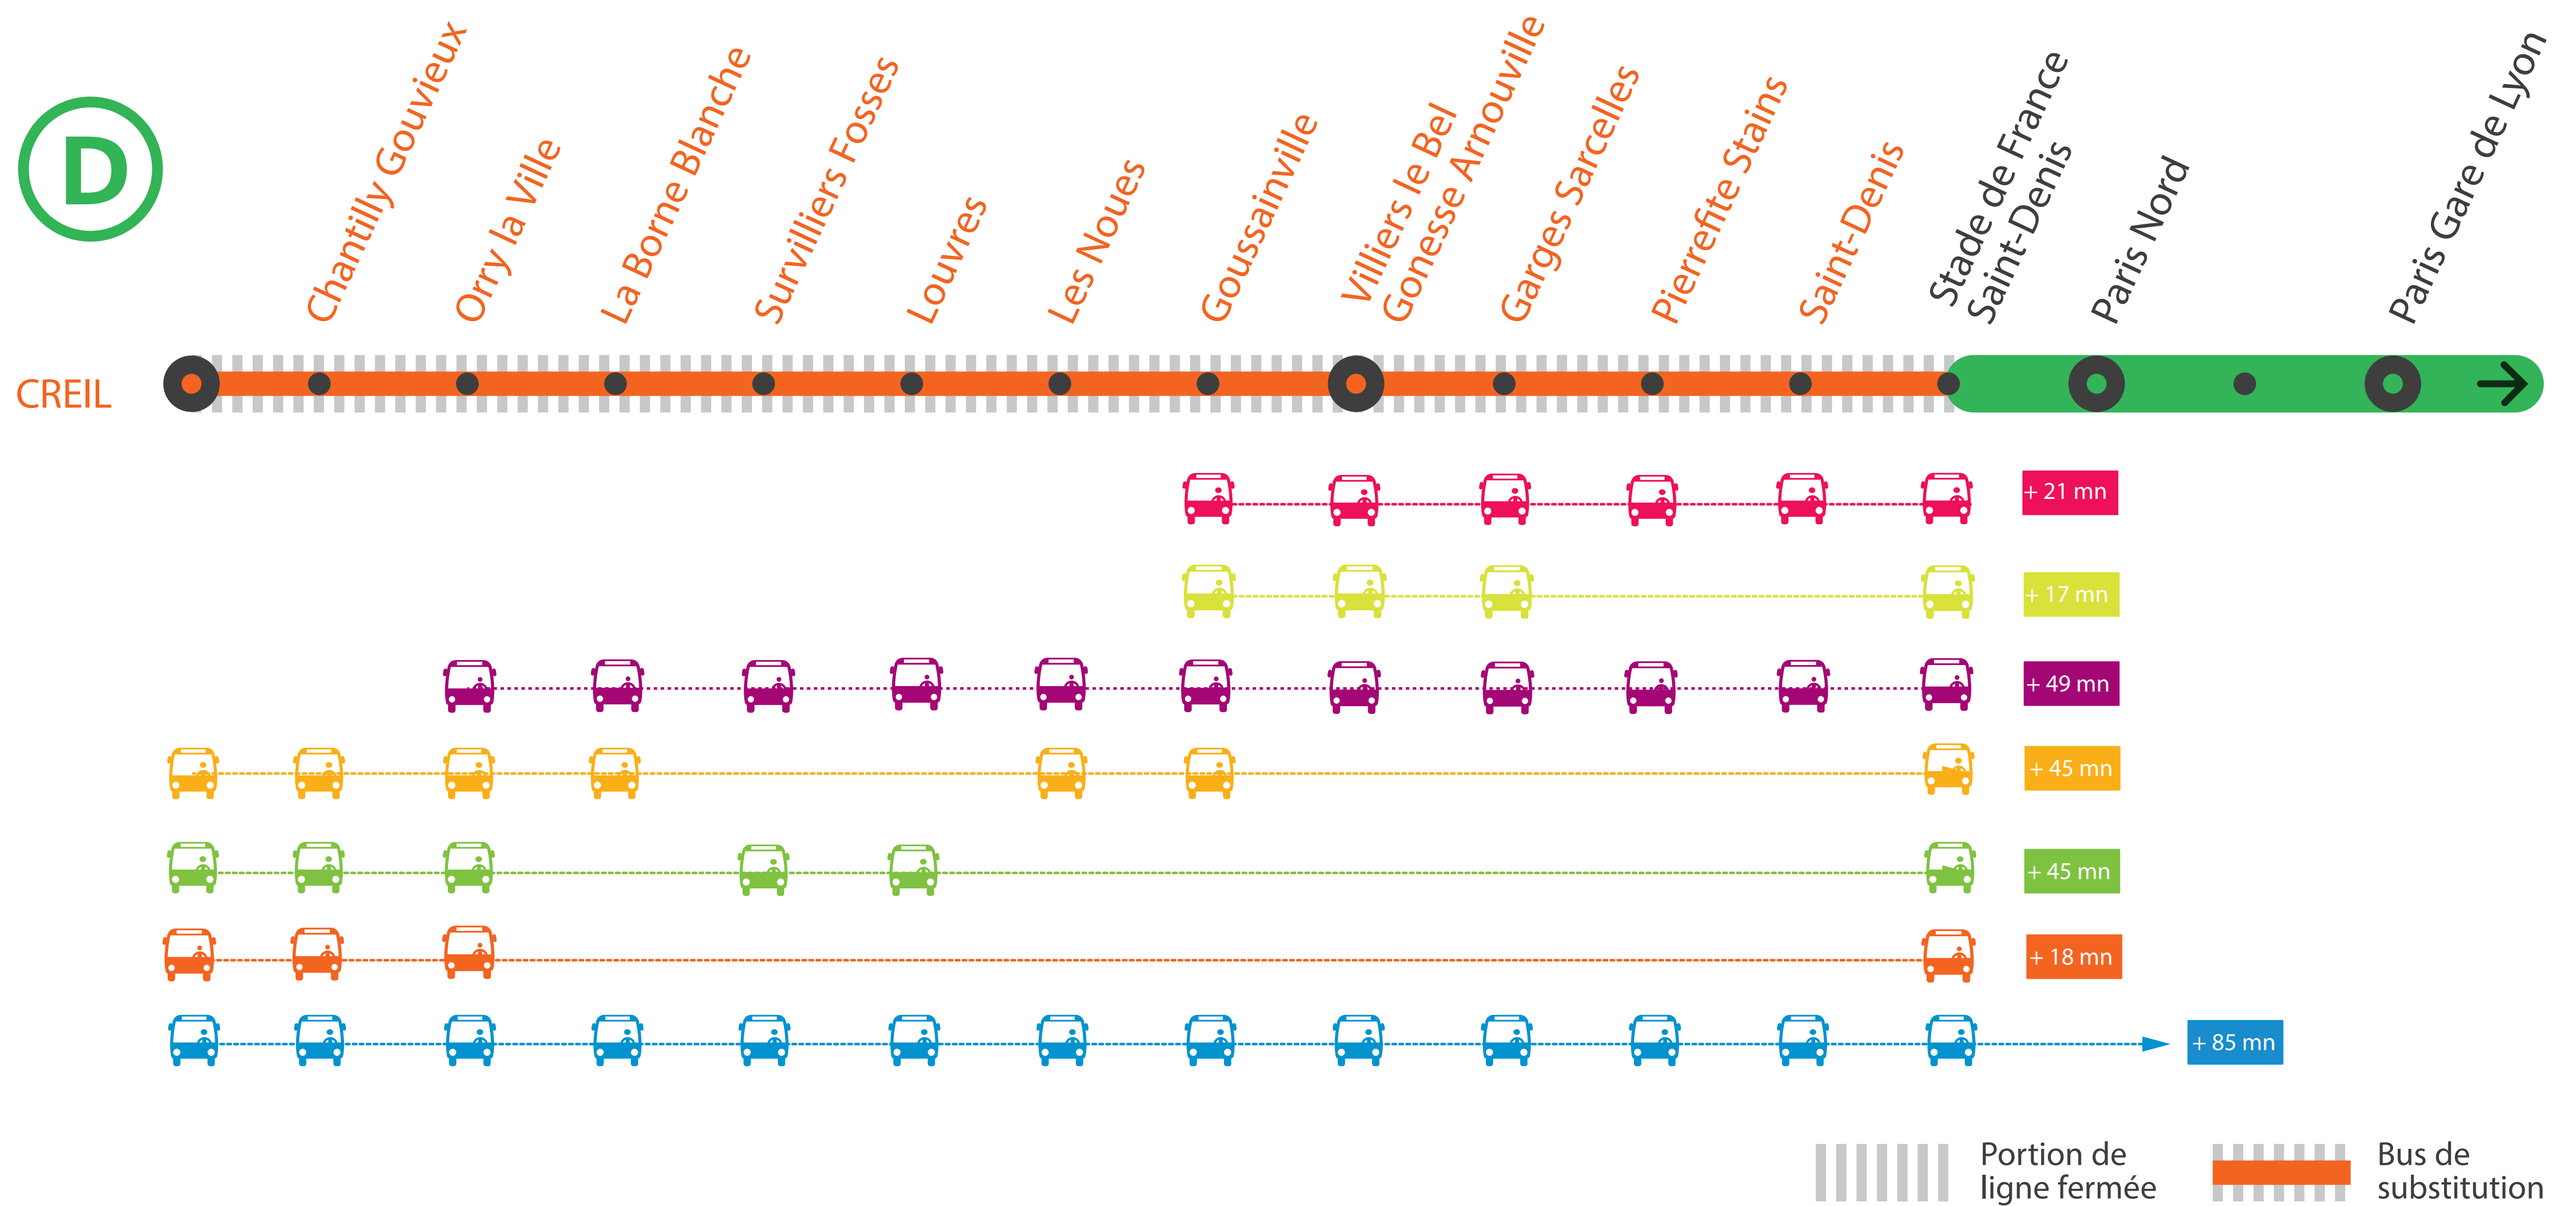 D
CREIL
Chantilly Gouvieux
Orry la Ville
La Borne Blanche
Survilliers Fosses
Louvres
Les Noues
Goussainville
Villiers le Bel
Gonesse Arnouville
Garges Sarcelles
Pierrefite Stains
Saint-Denis
Stade de France
Saint-Denis
Paris Nord
Paris Gare de Lyon
+ 21 mn
+ 17 mn
+ 49 mn
+ 45 mn
+ 45 mn
+ 18 mn
+ 85 mn
Portion de
ligne fermée
Bus de
substitution